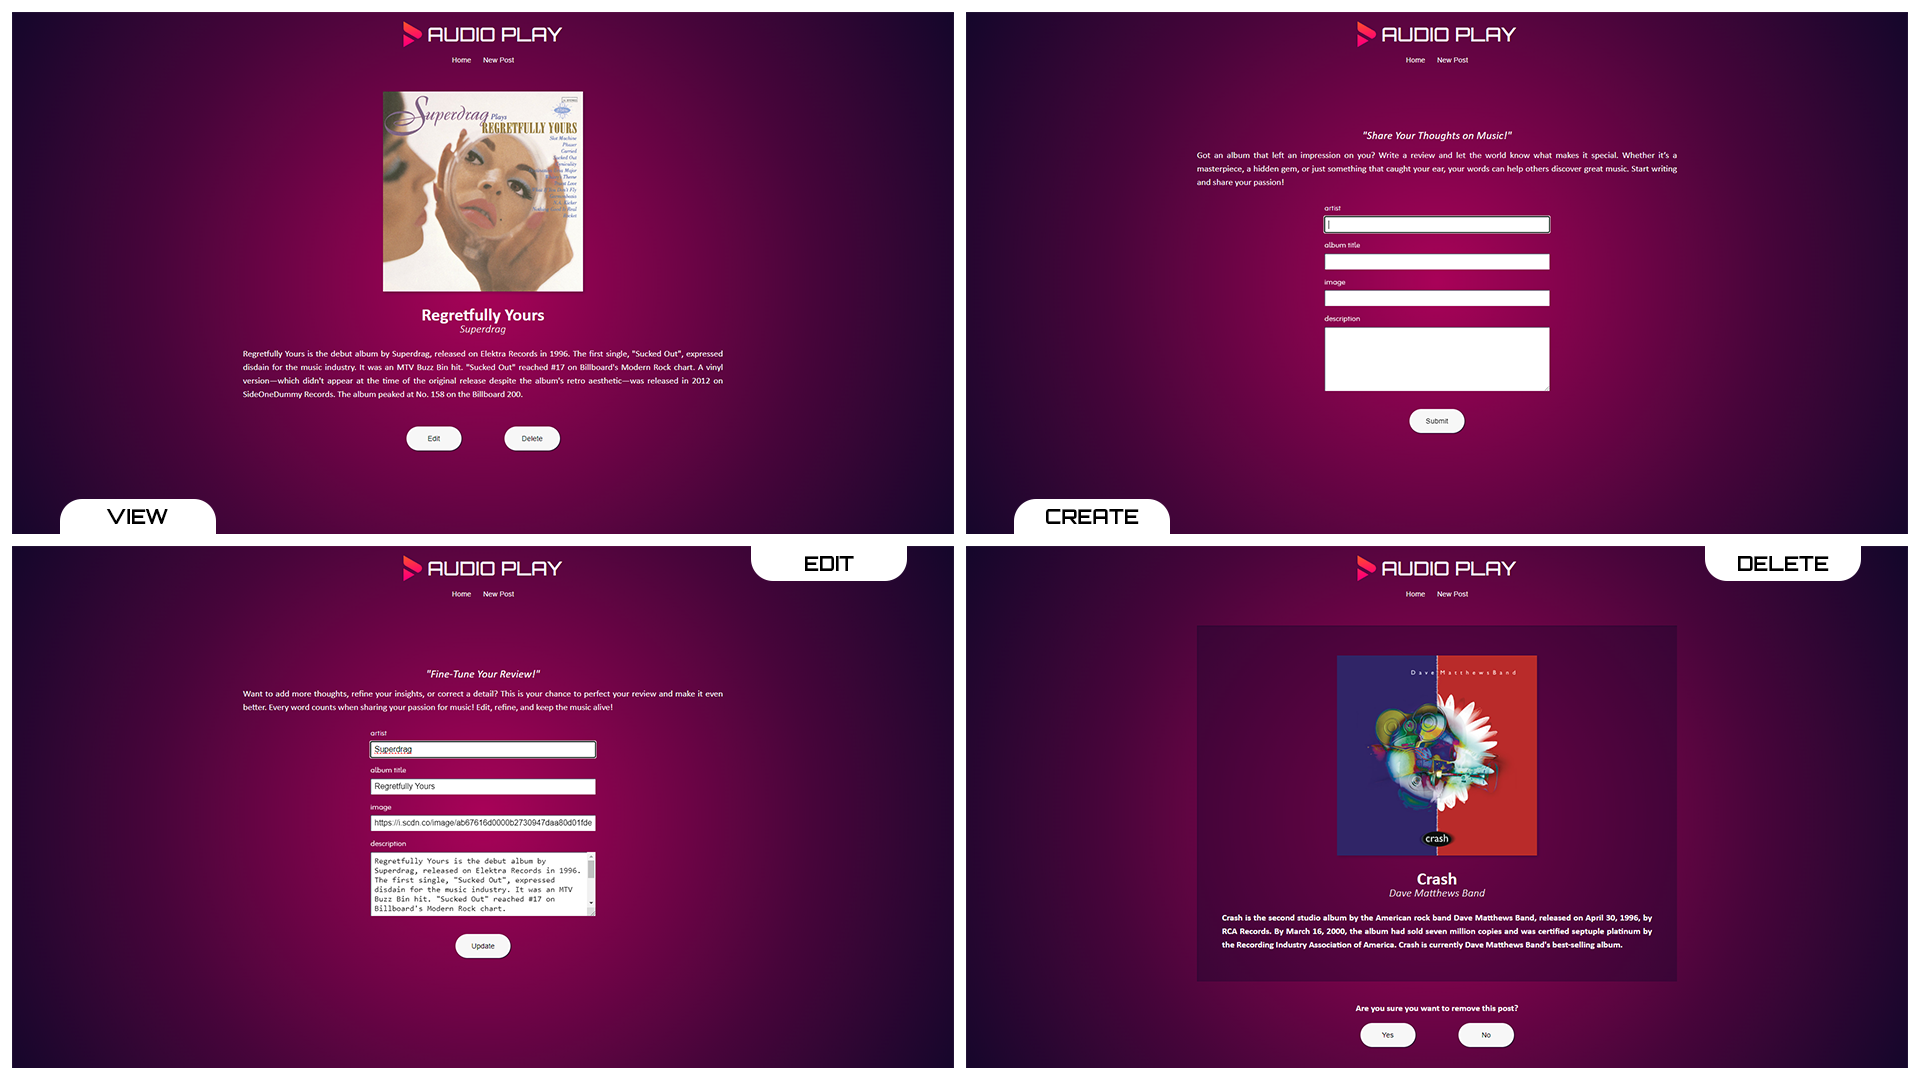 AUDIO PLAY
Home New Post
Superdrag Plays
REGRETFULLY YOURS
Slot Machine
Phaser
Carried
Sucked Out
Regretfully Yours
Superdrag
Regretfully Yours is the debut album by Superdrag, released on Elektra Records in 1996. The first single, "Sucked Out", expressed
disdain for the music industry. It was an MTV Buzz Bin hit. "Sucked Out" reached #17 on Billboard's Modern Rock chart. A vinyl
version—which didn't appear at the time of the original release despite the album's retro aesthetic—was released in 2012 on
SideOneDummy Records. The album peaked at No. 158 on the Billboard 200.
Edit Delete
VIEW
AUDIO PLAY
Home New Post
"Share Your Thoughts on Music!"
Got an album that left an impression on you? Write a review and let the world know what makes it special. Whether it's a
masterpiece, a hidden gem, or just something that caught your ear, your words can help others discover great music. Start writing
and share your passion!
artist
album title
image
description
Submit
CREATE
AUDIO PLAY
EDIT
Home New Post
"Fine-Tune Your Review!"
Want to add more thoughts, refine your insights, or correct a detail? This is your chance to perfect your review and make it even
better. Every word counts when sharing your passion for music! Edit, refine, and keep the music alive!
artist
Superdrag
album title
Regretfully Yours
image
https://i.scdn.co/image/ab67616d0000b2730947daa80d01fde
description
Regretfully Yours is the debut album by
Superdrag, released on Elektra Records in 1996.
The first single, "Sucked Out", expressed
disdain for the music industry. It was an MTV
Buzz Bin hit. "Sucked Out" reached #17 on
Billboard's Modern Rock chart.
Update
AUDIO PLAY
DELETE
Home New Post
Dave Matthews Band
crash
Crash
Dave Matthews Band
Crash is the second studio album by the American rock band Dave Matthews Band, released on April 30, 1996, by
RCA Records. By March 16, 2000, the album had sold seven million copies and was certified septuple platinum by
the Recording Industry Association of America. Crash is currently Dave Matthews Band's best-selling album.
Are you sure you want to remove this post?
Yes No